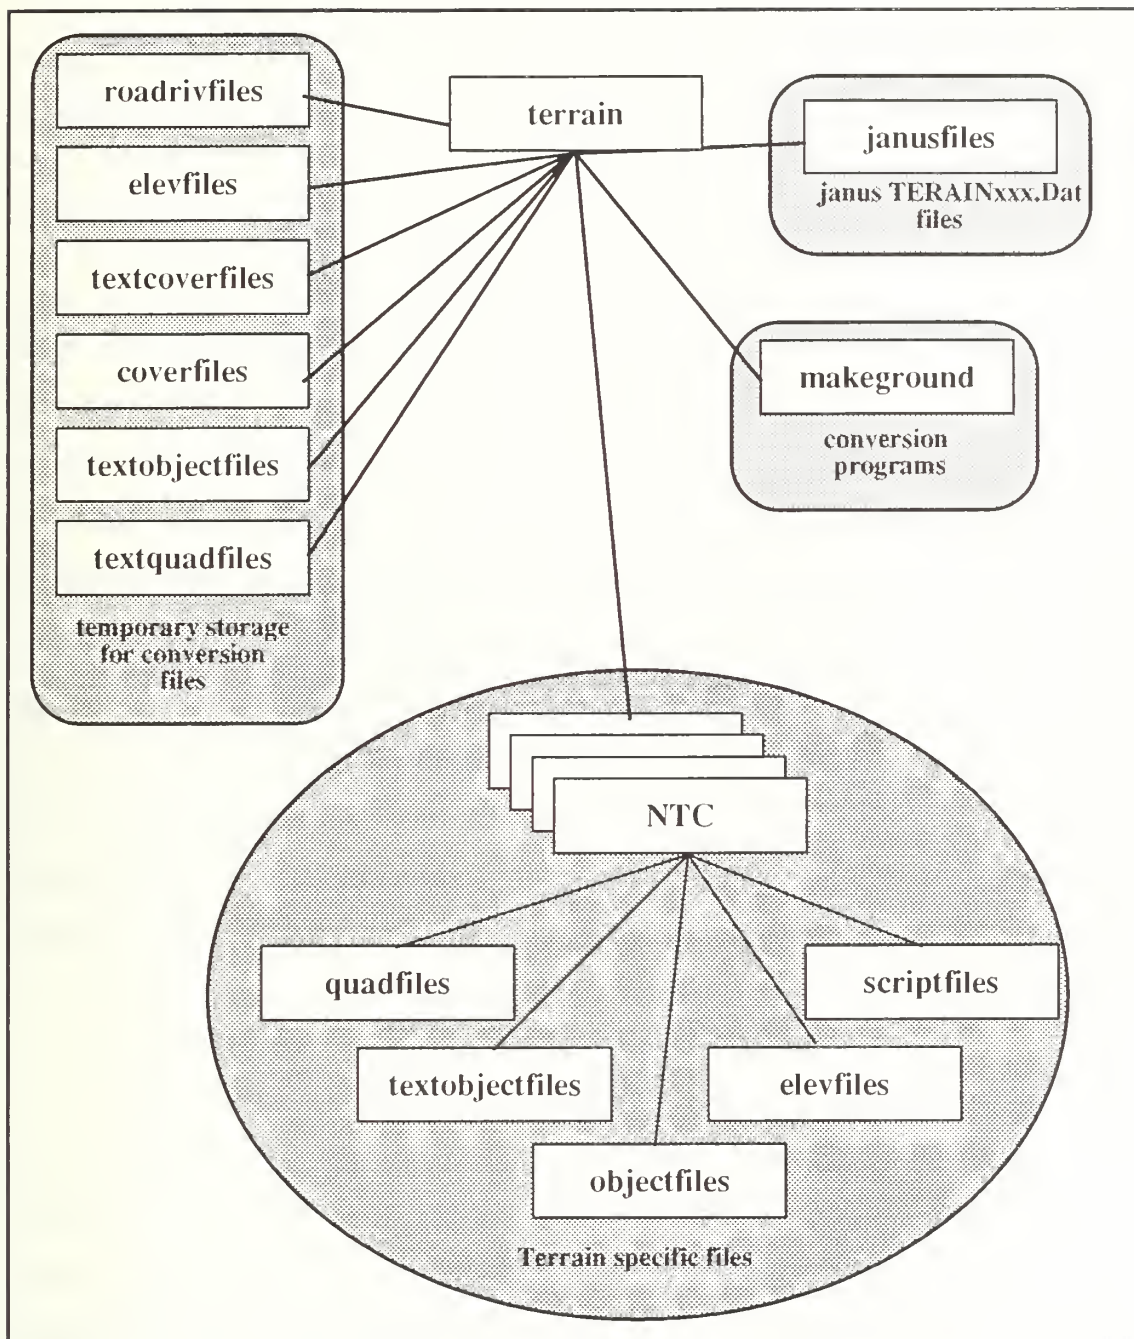 roadrivfiles
elevfiles
textcoverfiles
coverfiles
textobjectfiles
textquadfiles
temporary storage
for conversion
files
terrain
janusfiles
janus TERAINxxx.Dat
files
makeground
conversion
programs
NTC
quadfiles
scriptfiles
textobjectfiles
elevfiles
objectfiles
Terrain specific files